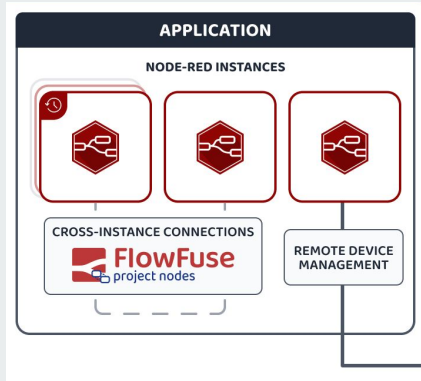 APPLICATION
NODE-RED INSTANCES
CROSS-INSTANCE CONNECTIONS
FlowFuse
project nodes
REMOTE DEVICE
MANAGEMENT